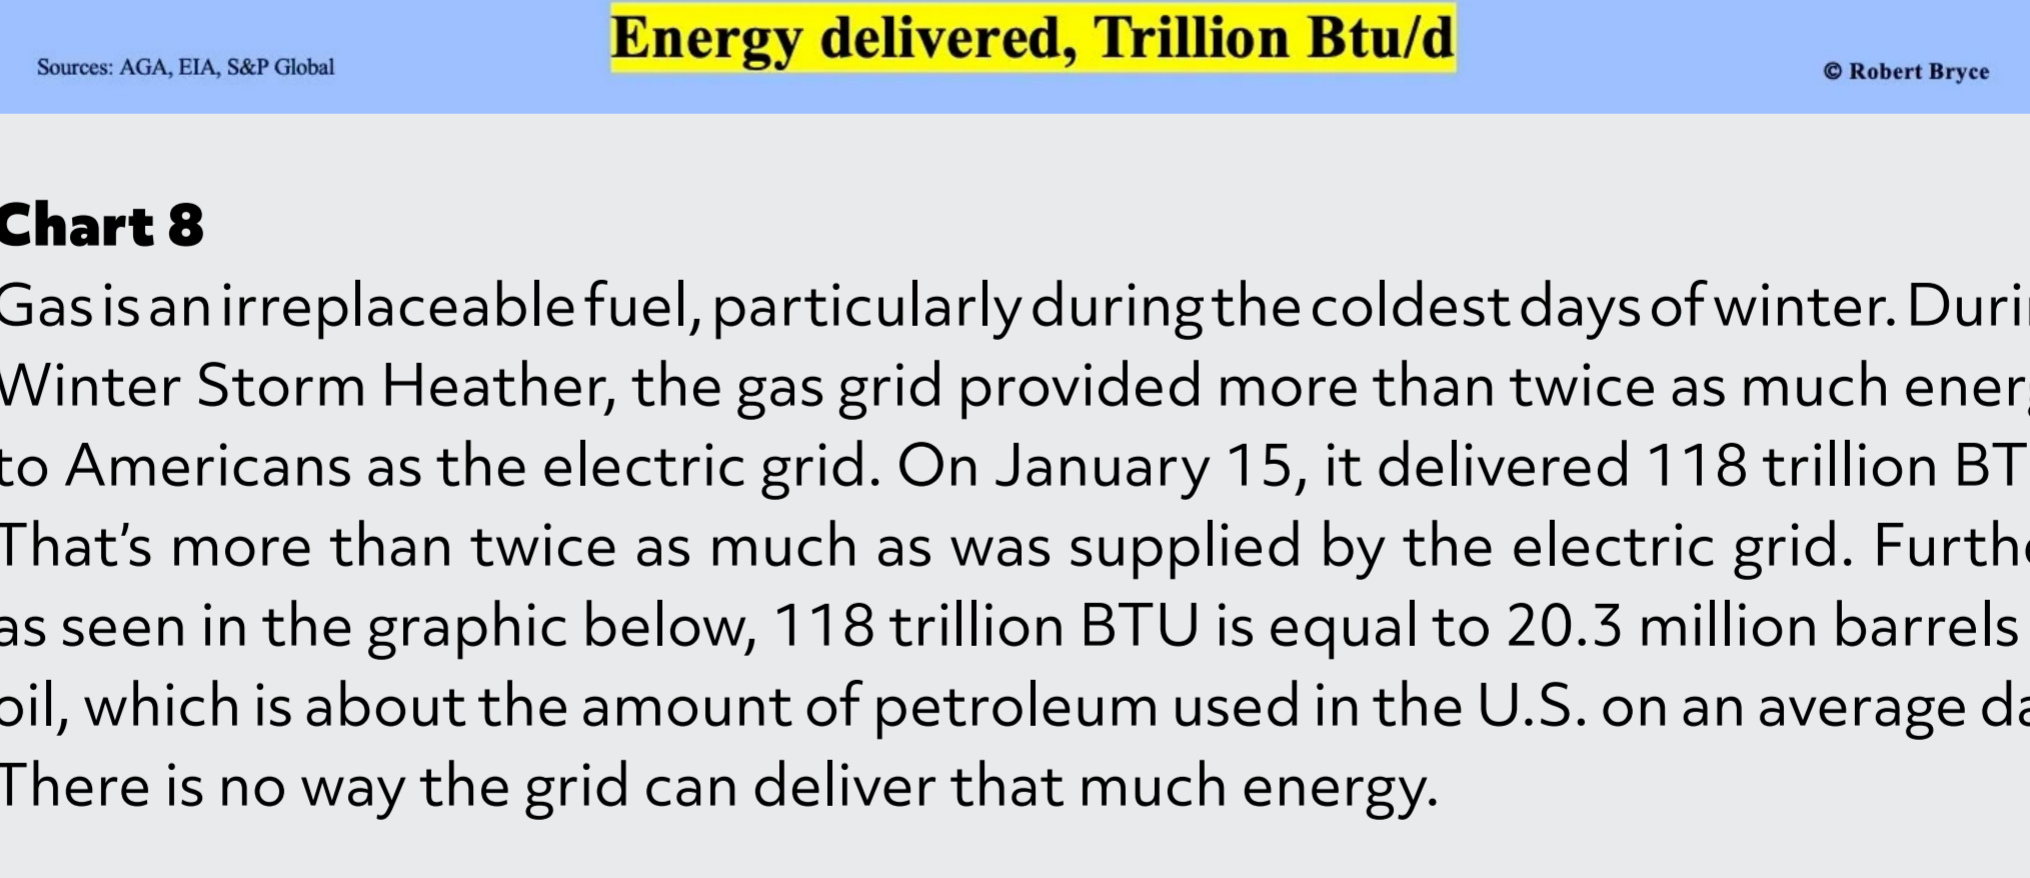 Energy delivered, Trillion Btu/d
Sources: AGA, EIA, S&P Global
© Robert Bryce
Chart 8
Gas is an irreplaceable fuel, particularly during the coldest days of winter. Duri
Winter Storm Heather, the gas grid provided more than twice as much ener
to Americans as the electric grid. On January 15, it delivered 118 trillion BT
That's more than twice as much as was supplied by the electric grid. Furthe
as seen in the graphic below, 118 trillion BTU is equal to 20.3 million barrels
oil, which is about the amount of petroleum used in the U.S. on an average da
There is no way the grid can deliver that much energy.